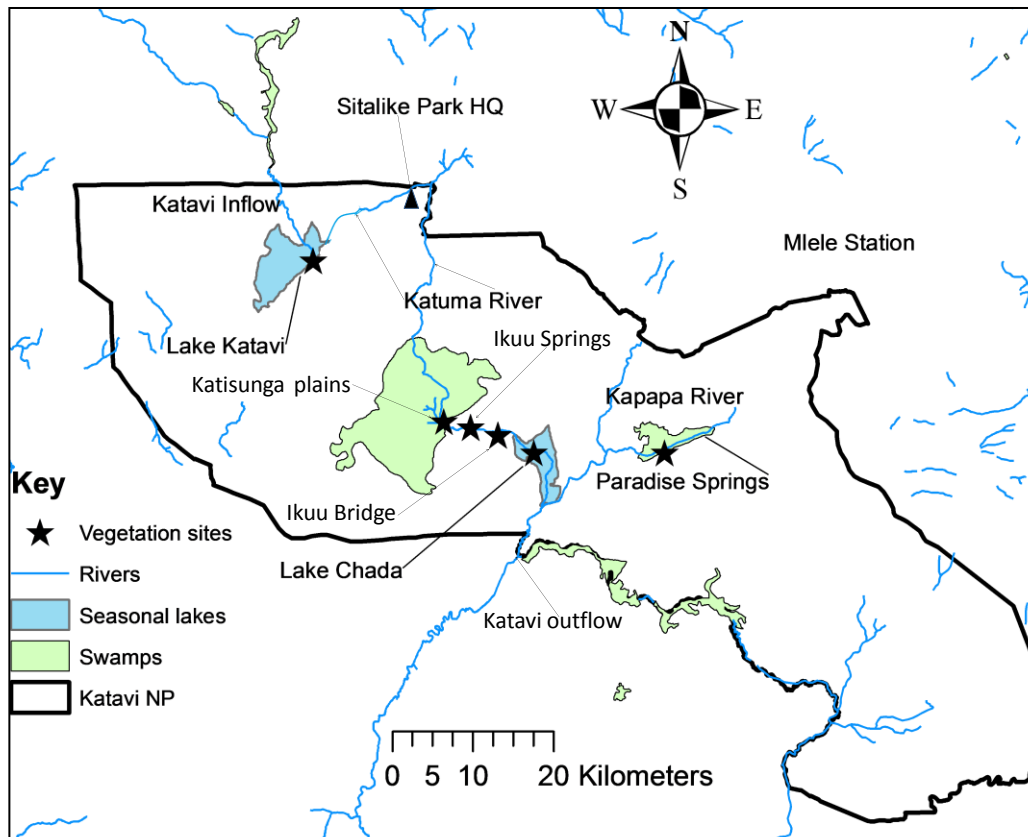 N
Sitalike Park HQ
W
E
S
Katavi Inflow
Mlele Station
Katuma River
Lake Katavi
Ikuu Springs
Katisunga plains
Kapapa River
Paradise Springs
Key
Ikuu Bridge
Vegetation sites
Lake Chada
Rivers
Katavi outflow
Seasonal lakes
Swamps
Katavi NP
0 5 10 20 Kilometers